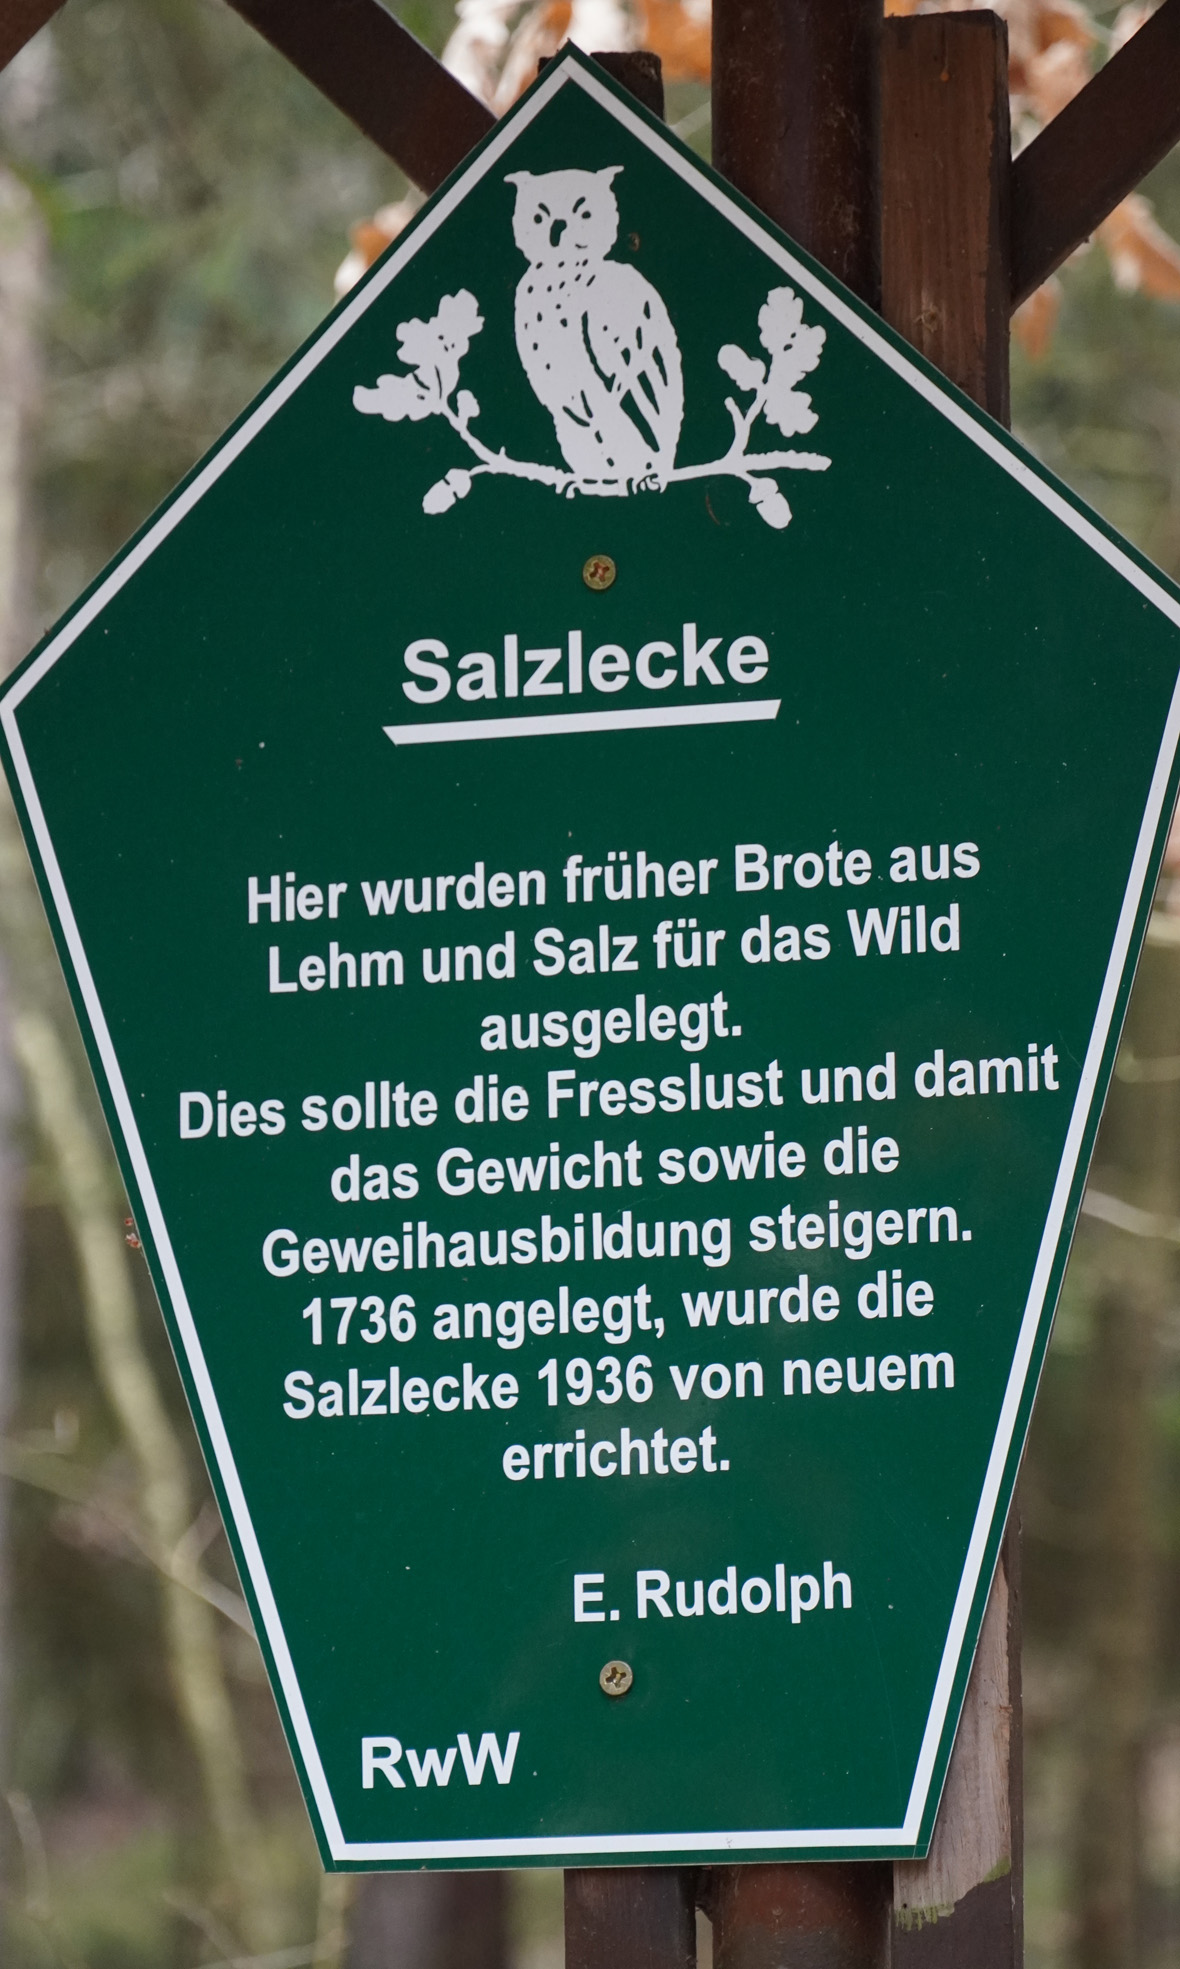 Salzlecke
Hier wurden früher Brote aus
Lehm und Salz für das Wild
ausgelegt.
Dies sollte die Fresslust und damit
das Gewicht sowie die
Geweihausbildung steigern.
1736 angelegt, wurde die
Salzlecke 1936 von neuem
errichtet.
E. Rudolph
RwW